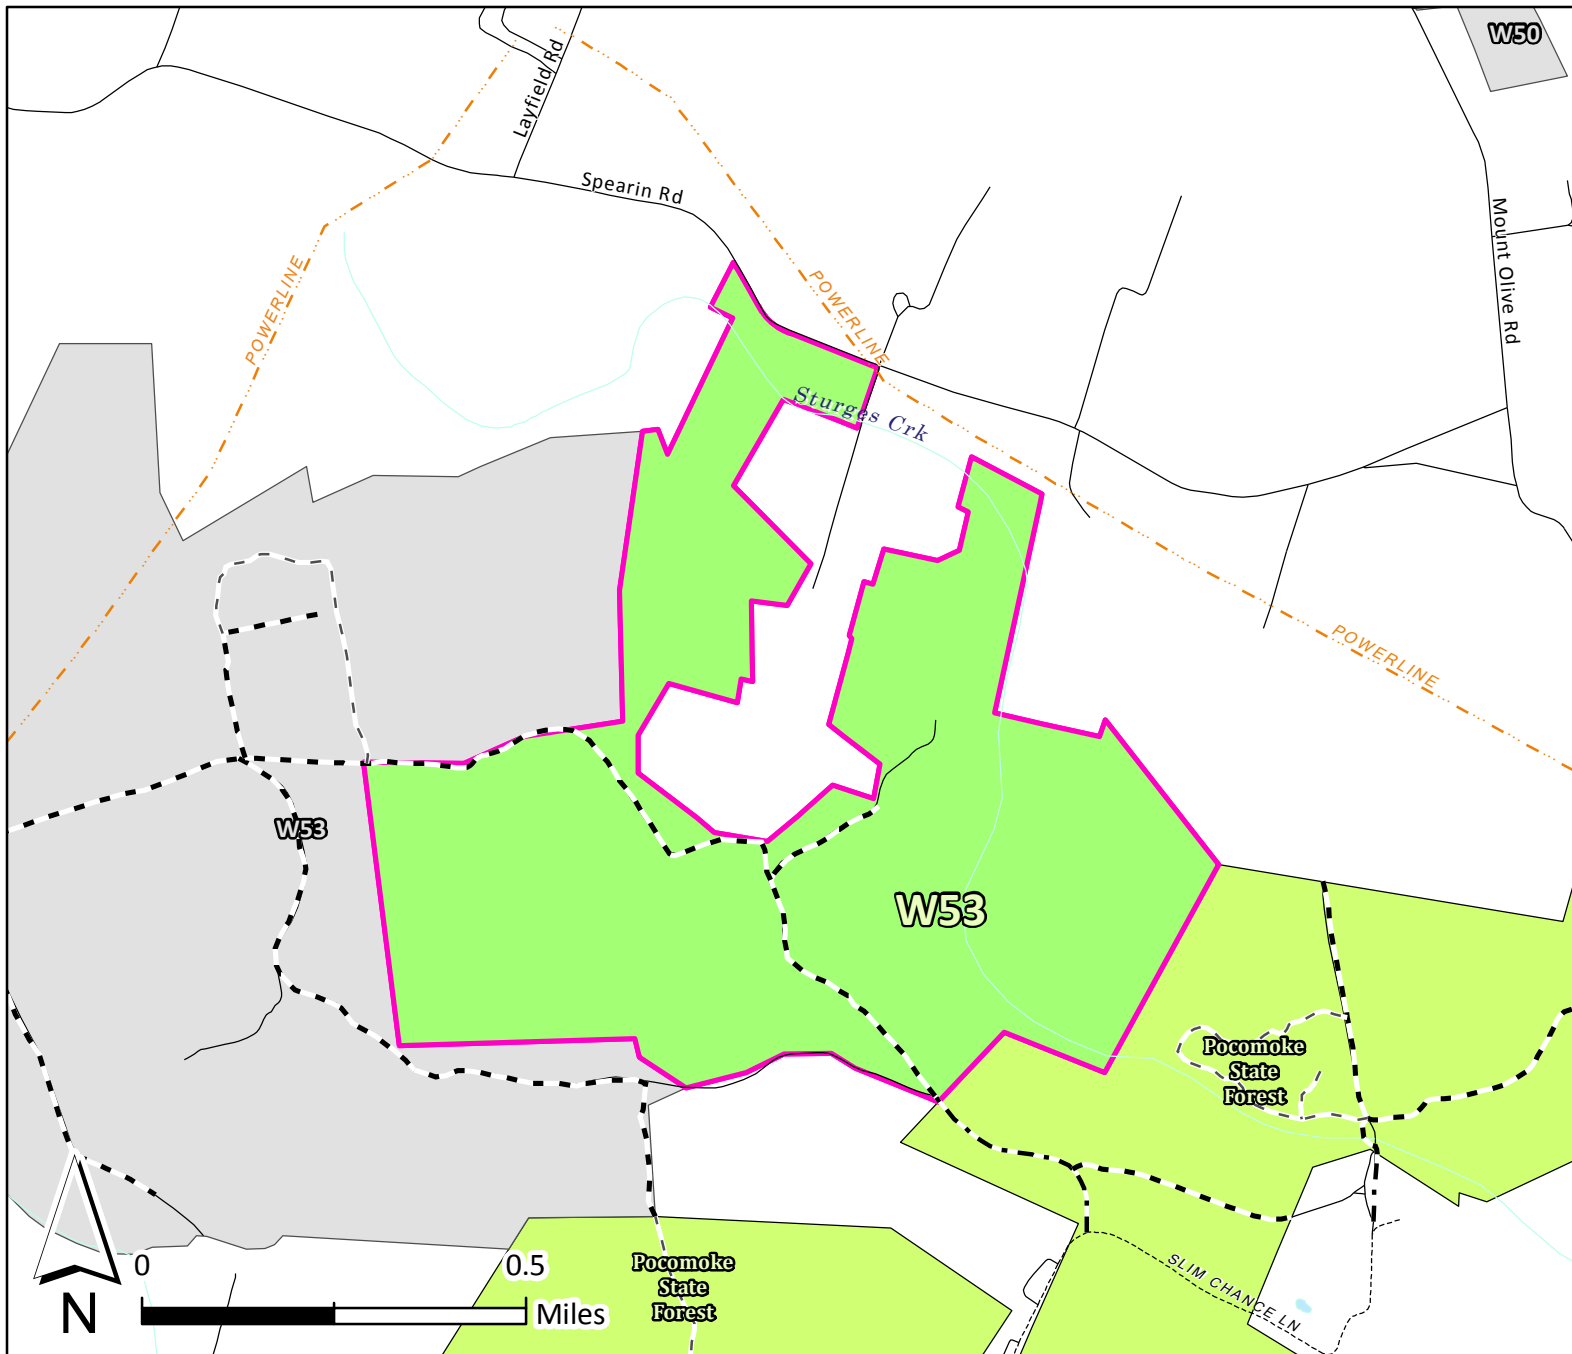 W50
Layfield Rd
Spearin Rd
Mount Olive Rd
POWERLINE
POWERLINE
Sturges Crk
POWERLINE
W53
W53
Pocomoke
State
Forest
Pocomoke
State
Forest
SLIM CHANCE LN
0
0.5
Miles
N